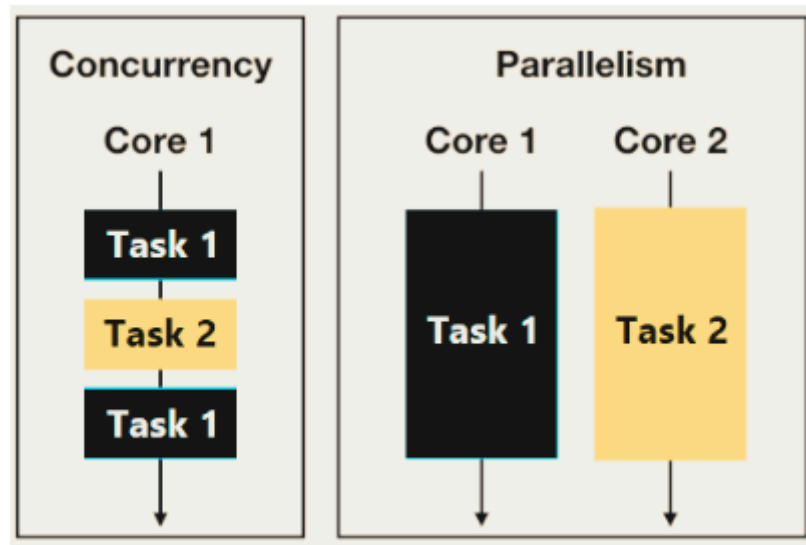 Concurrency
Core 1
Task 1
Task 2
Task 1
Parallelism
Core 1 Core 2
Task 1 Task 2